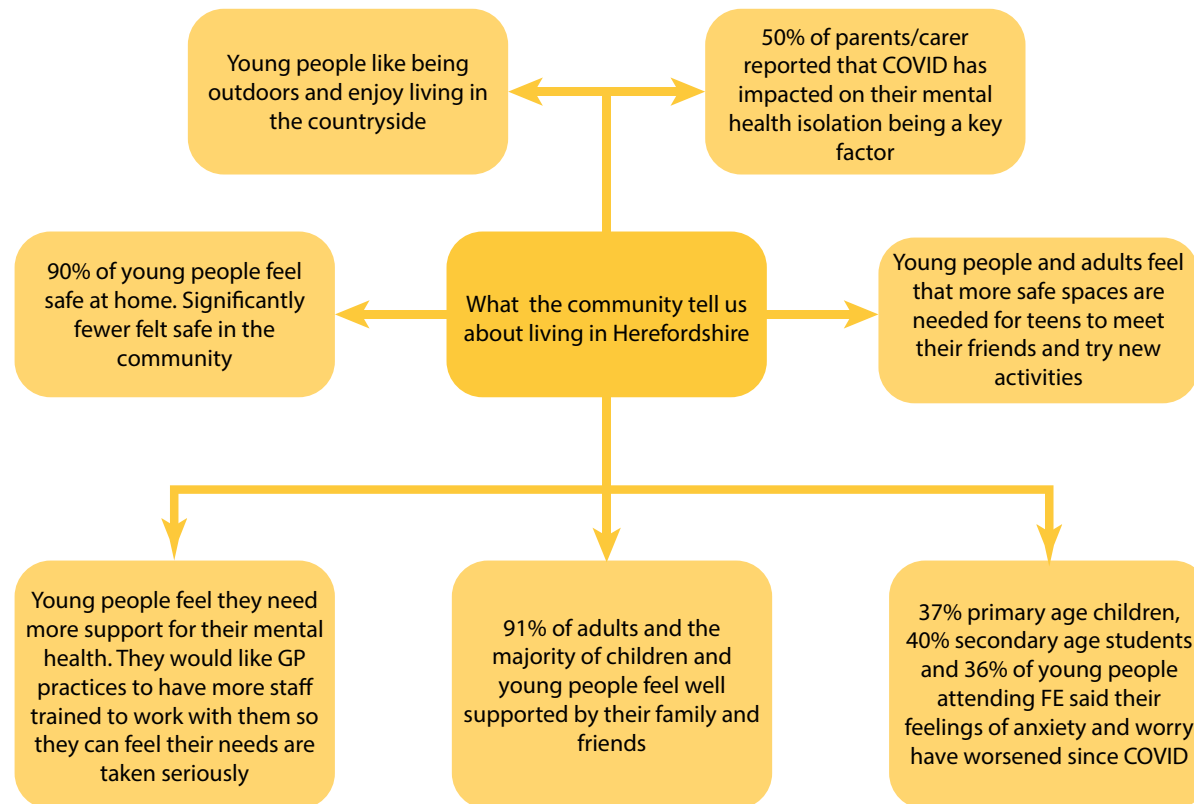 Young people like being
outdoors and enjoy living in
the countryside
50% of parents/carer
reported that COVID has
impacted on their mental
health isolation being a key
factor
90% of young people feel
safe at home. Significantly
fewer felt safe in the
community
What  the community tell us
about living in Herefordshire
Young people and adults feel
that more safe spaces are
needed for teens to meet
their friends and try new
activities
Young people feel they need
more support for their mental
health. They would like GP
practices to have more staff
trained to work with them so
they can feel their needs are
taken seriously
91% of adults and the
majority of children and
young people feel well
supported by their family and
friends
37% primary age children,
40% secondary age students
and 36% of young people
attending FE said their
feelings of anxiety and worry
have worsened since COVID